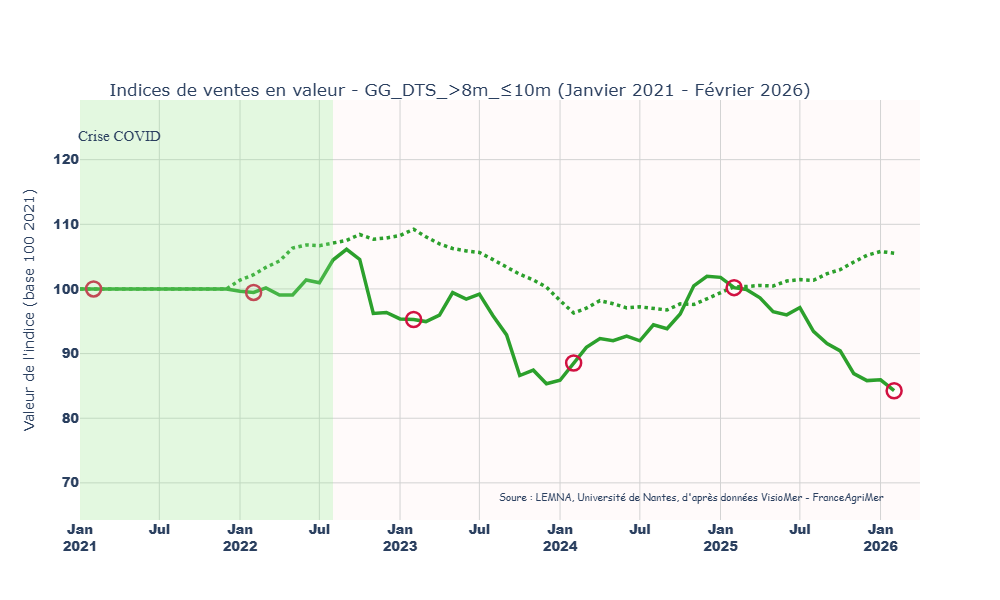 Indices de ventes en valeur - GG_DTS_>8m_≤10m (Janvier 2021 - Février 2026)
Crise COVID
120
110
100
90
80
70
Valeur de l'indice (base 100 2021)
Soure : LEMNA, Université de Nantes, d'après données VisioMer - FranceAgriMer
Jan Jul Jan Jul Jan Jul Jan Jul Jan Jul Jan
2021 2022 2023 2024 2025 2026